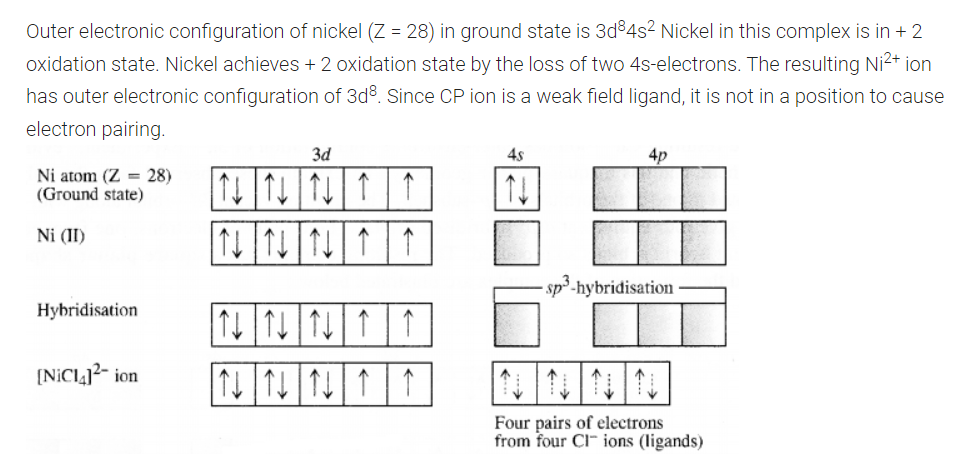 Outer electronic configuration of nickel (Z = 28) in ground state is 3d⁸4s² Nickel in this complex is in + 2
oxidation state. Nickel achieves + 2 oxidation state by the loss of two 4s-electrons. The resulting Ni²⁺ ion
has outer electronic configuration of 3d⁸. Since CP ion is a weak field ligand, it is not in a position to cause
electron pairing.
3d 4s 4p
Ni atom (Z = 28)
(Ground state)
Ni (II)
sp³-hybridisation
Hybridisation
[NiCl₄]²⁻ ion
Four pairs of electrons
from four Cl⁻ ions (ligands)